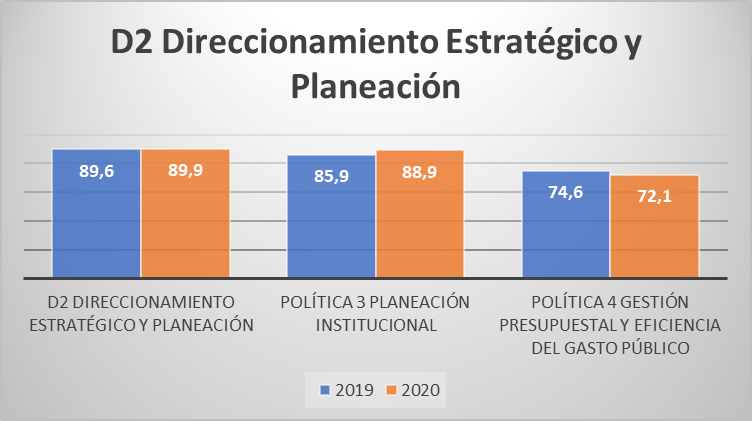 D2 Direccionamiento Estratégico y
Planeación
89,6
89,9
85,9
88,9
74,6
72,1
D2 DIRECCIONAMIENTO
ESTRATÉGICO Y PLANEACIÓN
POLÍTICA 3 PLANEACIÓN
INSTITUCIONAL
POLÍTICA 4 GESTIÓN
PRESUPUESTAL Y EFICIENCIA
DEL GASTO PÚBLICO
2019
2020